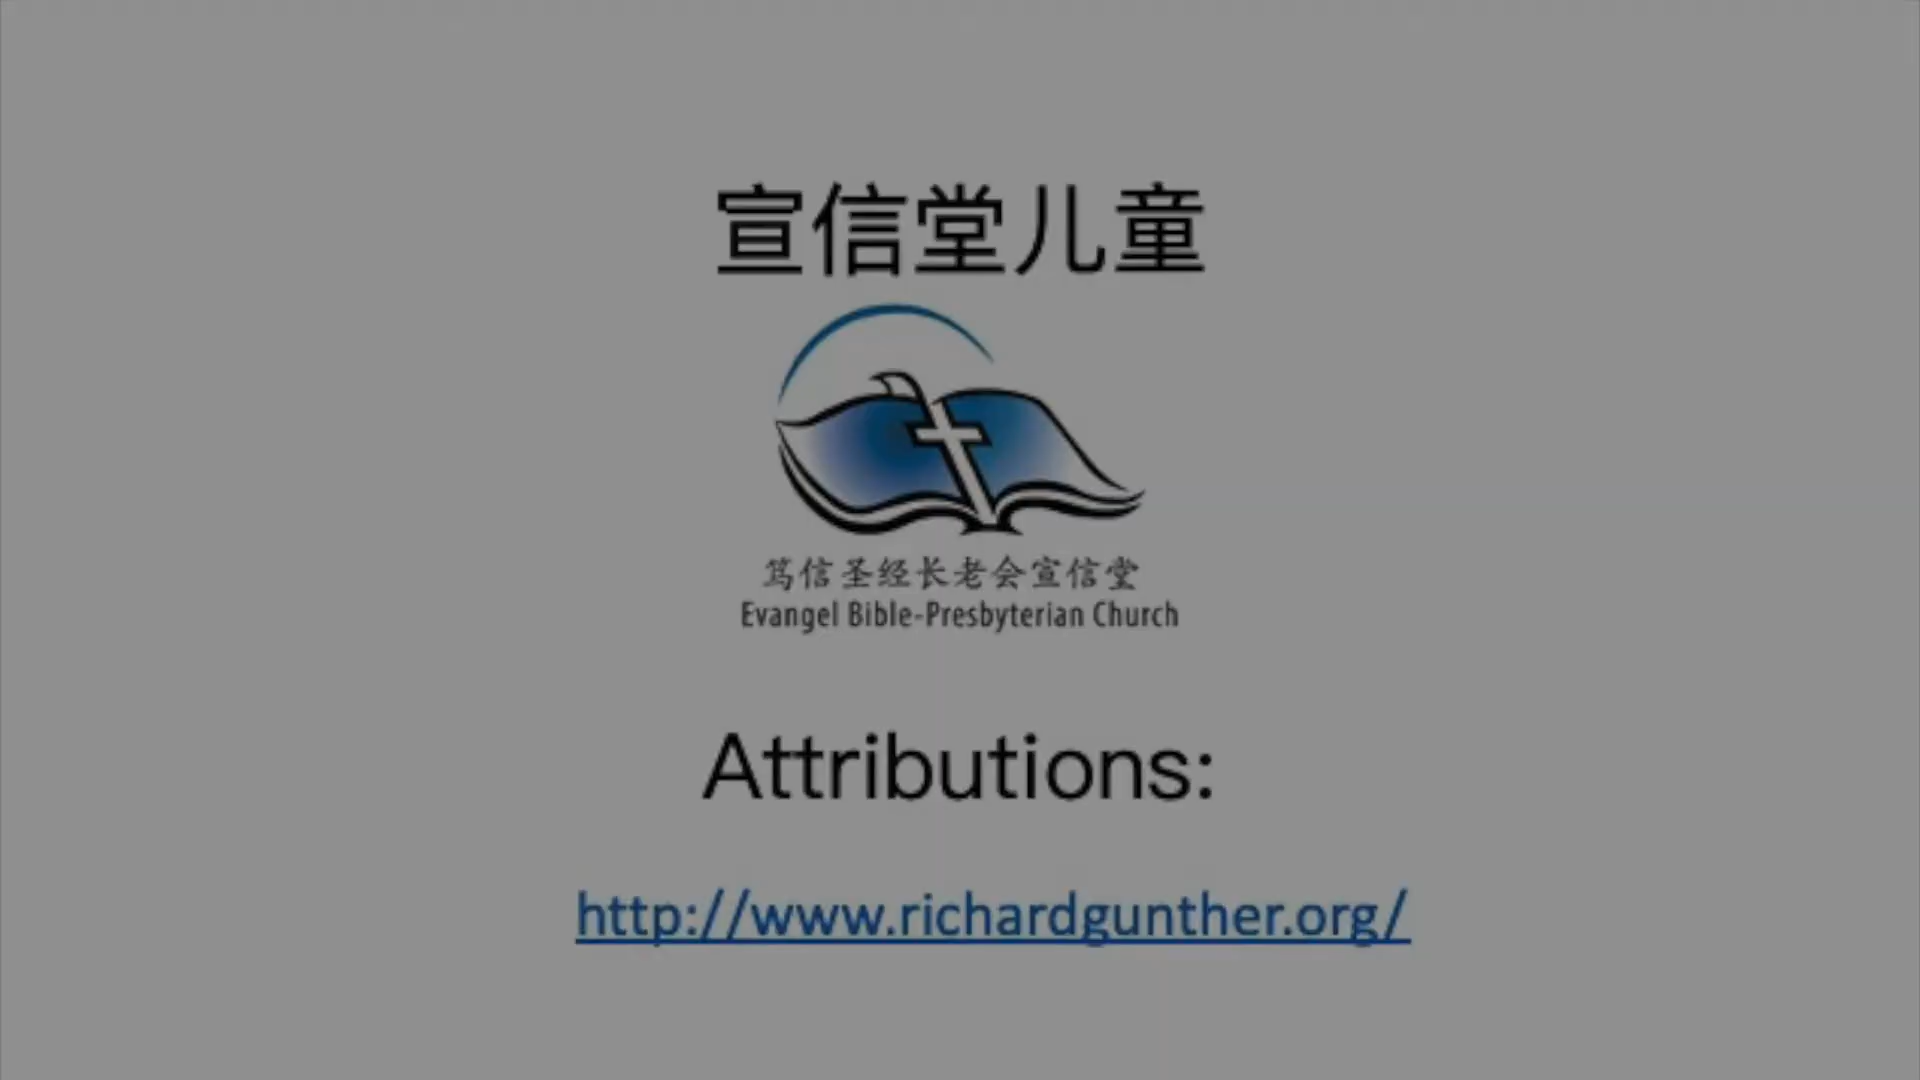 宣信堂儿童
笃信圣经长老会宣信堂
Evangel Bible-Presbyterian Church
Attributions:
http://www.richardgunther.org/